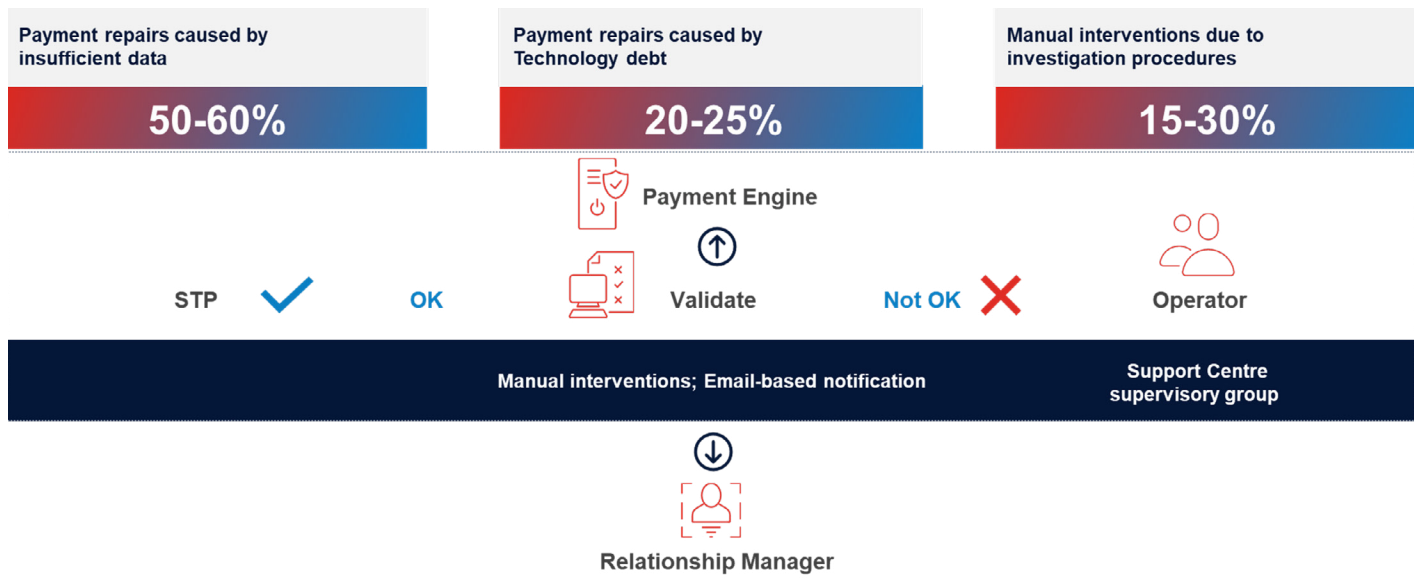 Payment repairs caused by
insufficient data
50-60%
Payment repairs caused by
Technology debt
20-25%
Manual interventions due to
investigation procedures
15-30%
Payment Engine
STP
OK
Validate
Not OK
Operator
Manual interventions; Email-based notification
Support Centre
supervisory group
Relationship Manager